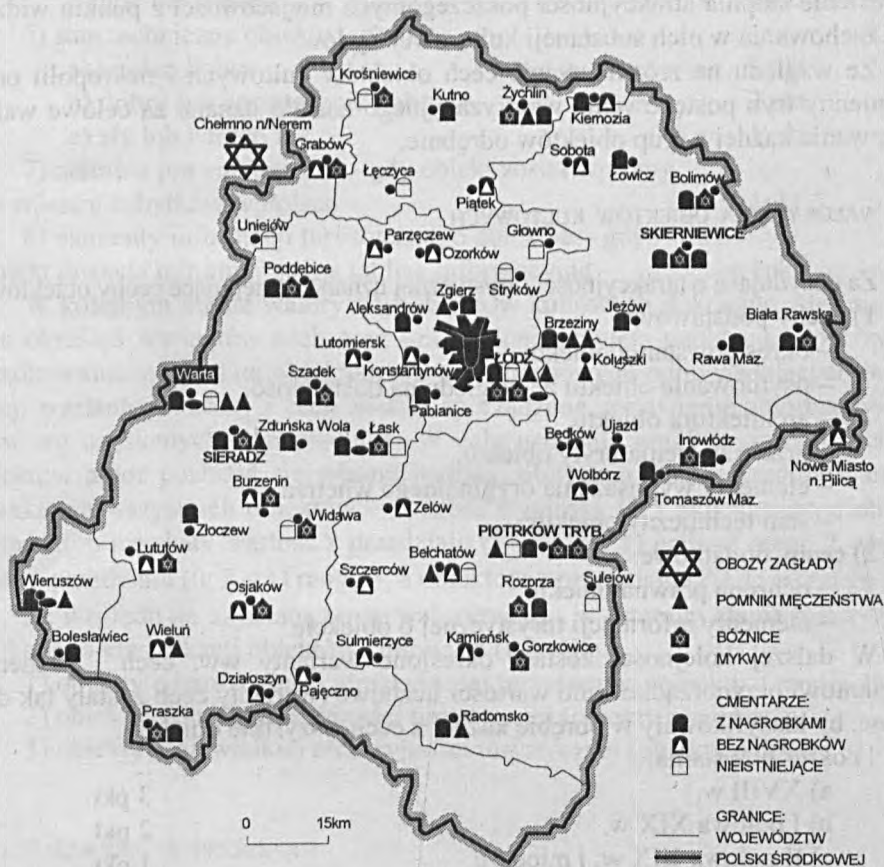 Krośniewice
Kutno
Żychlin
Kiemozia
Chełmno n/Nerem
Grabów
Łęczyca
Sobota
Łowicz
Piątek
Bolimów
Uniejów
Parzęczew
Ozorków
Głowno
SKIERNIEWICE
Stryków
Poddębice
Zgierz
Aleksandrów
Brzeziny
Jeżów
Biała Rawska
Lutomiersk
Konstantynów
ŁÓDŹ
Koluszki
Rawa Maz.
Warta
Szadek
Pabianice
Zduńska Wola
Łask
Będków
Ujazd
Inowłódz
SIERADZ
Nowe Miasto
n.Pilicą
Burzenin
Wolbórz
Tomaszów Maz.
Złoczew
Widawa
Zelów
PIOTRKÓW TRYB.
Lututów
Bełchatów
Szczerców
Wieruszów
Osjaków
Rozprza
Sulejów
Bolesławiec
Wieluń
Sulmierzyce
Kamieńsk
Gorzkowice
Działoszyn
Pajęczno
Praszka
Radomsko
0 15km
OBOZY ZAGŁADY
POMNIKI MĘCZEŃSTWA
BÓŻNICE
MYKWY
CMENTARZE:
Z NAGROBKAMI
BEZ NAGROBKÓW
NIEISTNIEJĄCE
GRANICE:
WOJEWÓDZTW
POLSKI ŚRODKOWEJ